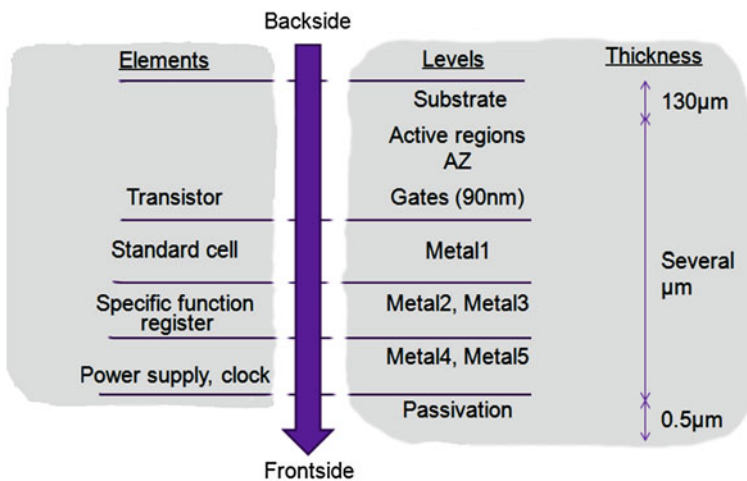 Backside
Elements
Levels
Thickness
Substrate
130µm
Active regions
AZ
Transistor
Gates (90nm)
Standard cell
Metal1
Several
µm
Specific function
register
Metal2, Metal3
Power supply, clock
Metal4, Metal5
Passivation
0.5µm
Frontside